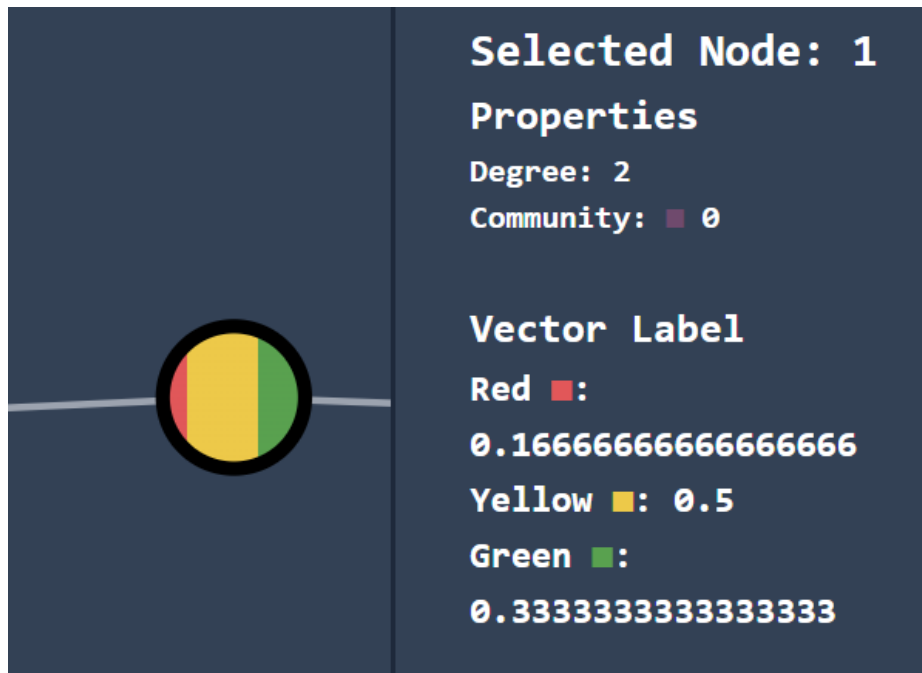 Selected Node: 1
Properties
Degree: 2
Community: ■ 0
Vector Label
Red ■:
0.16666666666666666
Yellow ■: 0.5
Green ■:
0.3333333333333333